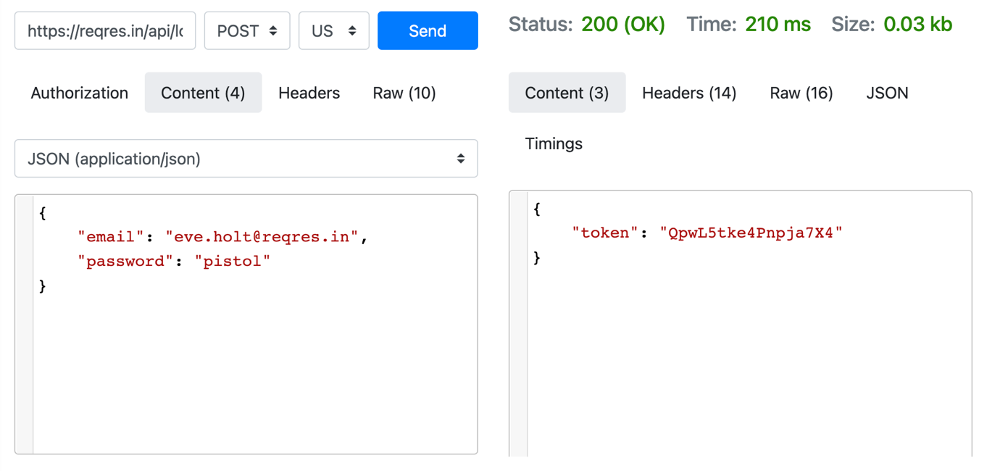 https://reqres.in/api/lo POST US Send
Status: 200 (OK) Time: 210 ms Size: 0.03 kb
Authorization Content (4) Headers Raw (10)
Content (3) Headers (14) Raw (16) JSON
Timings
JSON (application/json)
{
"email": "eve.holt@reqres.in",
"password": "pistol"
}
{
"token": "QpwL5tke4Pnpja7X4"
}